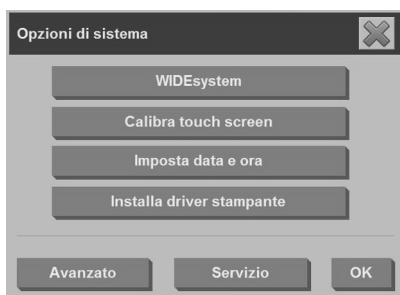 Opzioni di sistema
WIDEsystem
Calibra touch screen
Imposta data e ora
Installa driver stampante
Avanzato Servizio OK